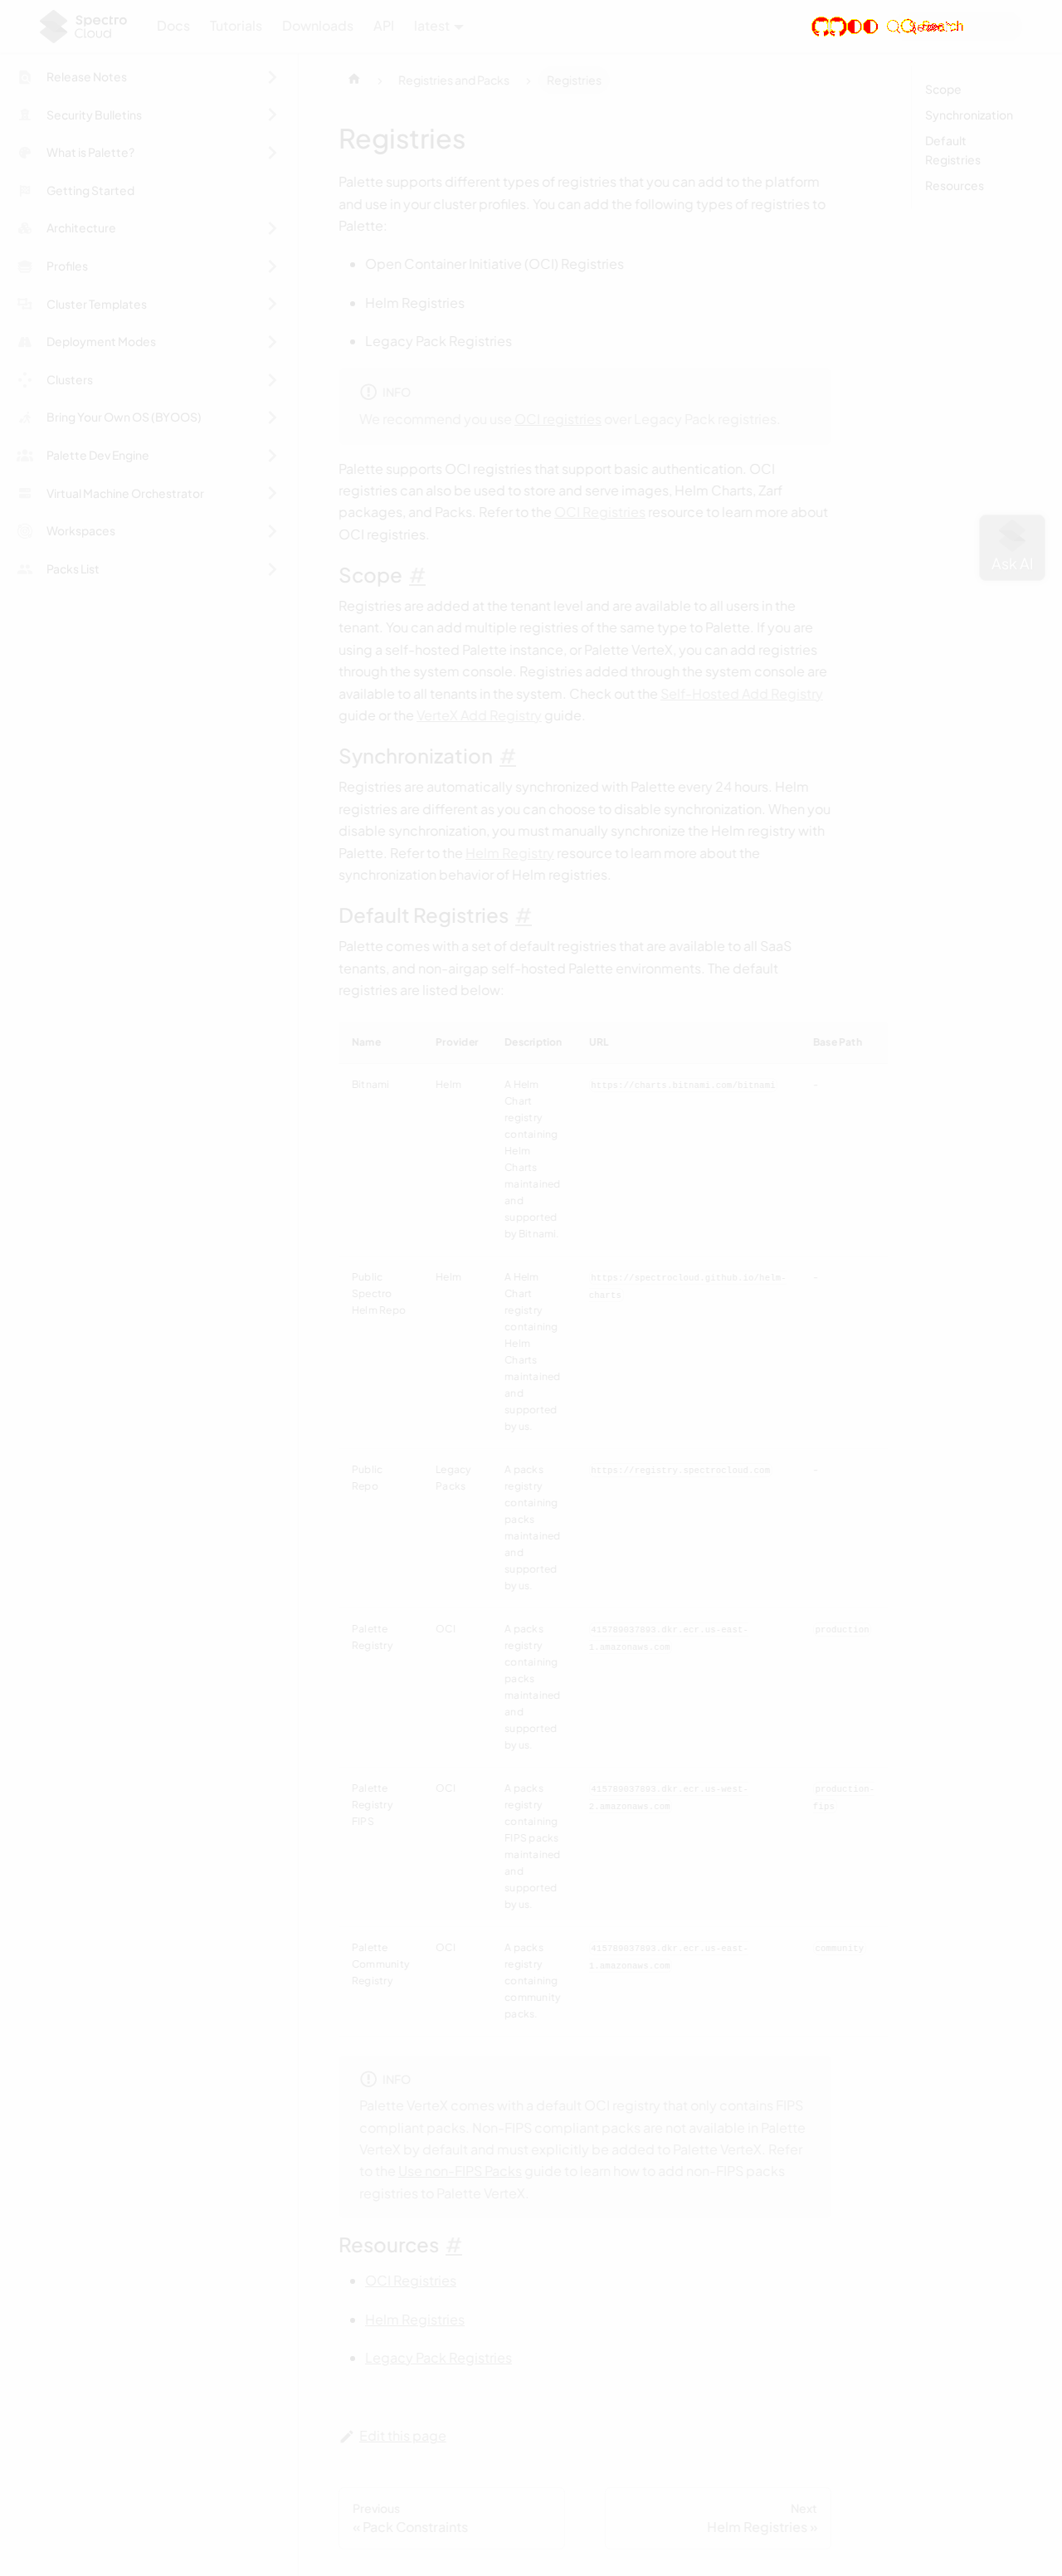 Spectro
Cloud
Docs Tutorials Downloads API latest
Release Notes
Security Bulletins
What is Palette?
Getting Started
Architecture
Profiles
Cluster Templates
Deployment Modes
Clusters
Bring Your Own OS (BYOOS)
Palette Dev Engine
Virtual Machine Orchestrator
Workspaces
Packs List
Registries and Packs
Registries
Registries
Palette supports different types of registries that you can add to the platform
and use in your cluster profiles. You can add the following types of registries to
Palette:
Open Container Initiative (OCI) Registries
Helm Registries
Legacy Pack Registries
INFO
We recommend you use OCI registries over Legacy Pack registries.
Palette supports OCI registries that support basic authentication. OCI
registries can also be used to store and serve images, Helm Charts, Zarf
packages, and Packs. Refer to the OCI Registries resource to learn more about
OCI registries.
Scope #
Registries are added at the tenant level and are available to all users in the
tenant. You can add multiple registries of the same type to Palette. If you are
using a self-hosted Palette instance, or Palette VerteX, you can add registries
through the system console. Registries added through the system console are
available to all tenants in the system. Check out the Self-Hosted Add Registry
guide or the VerteX Add Registry guide.
Synchronization #
Registries are automatically synchronized with Palette every 24 hours. Helm
registries are different as you can choose to disable synchronization. When you
disable synchronization, you must manually synchronize the Helm registry with
Palette. Refer to the Helm Registry resource to learn more about the
synchronization behavior of Helm registries.
Default Registries #
Palette comes with a set of default registries that are available to all SaaS
tenants, and non-airgap self-hosted Palette environments. The default
registries are listed below.
Name Provider Description URL Base Path
Bitnami Helm A Helm https://charts.bitnami.com/bitnami -
Chart
registry
containing
Helm
Charts
maintained
and
supported
by Bitnami.
Public Helm A Helm https://spectrocloud.github.io/helm- -
Spectro Chart charts
Helm Repo registry
containing
Helm
Charts
maintained
and
supported
by us.
Public Legacy A packs https://registry.spectrocloud.com -
Repo Packs registry
containing
packs
maintained
and
supported
by us.
Palette OCI A packs 415789037893.dkr.ecr.us-east- production
Registry registry 1.amazonaws.com
containing
packs
maintained
and
supported
by us.
Palette OCI A packs 415789037893.dkr.ecr.us-west- production-
Registry registry 2.amazonaws.com fips
FIPS containing
FIPS packs
maintained
and
supported
by us.
Palette OCI A packs 415789037893.dkr.ecr.us-east- community
Community registry 1.amazonaws.com
Registry containing
community
packs.
INFO
Palette VerteX comes with a default OCI registry that only contains FIPS
compliant packs. Non-FIPS compliant packs are not available in Palette
VerteX by default and must explicitly be added to Palette VerteX. Refer
to the Use non-FIPS Packs guide to learn how to add non-FIPS packs
registries to Palette VerteX.
Resources #
OCI Registries
Helm Registries
Legacy Pack Registries
Edit this page
Previous
« Pack Constraints
Next
Helm Registries »
Scope
Synchronization
Default
Registries
Resources
Ask AI